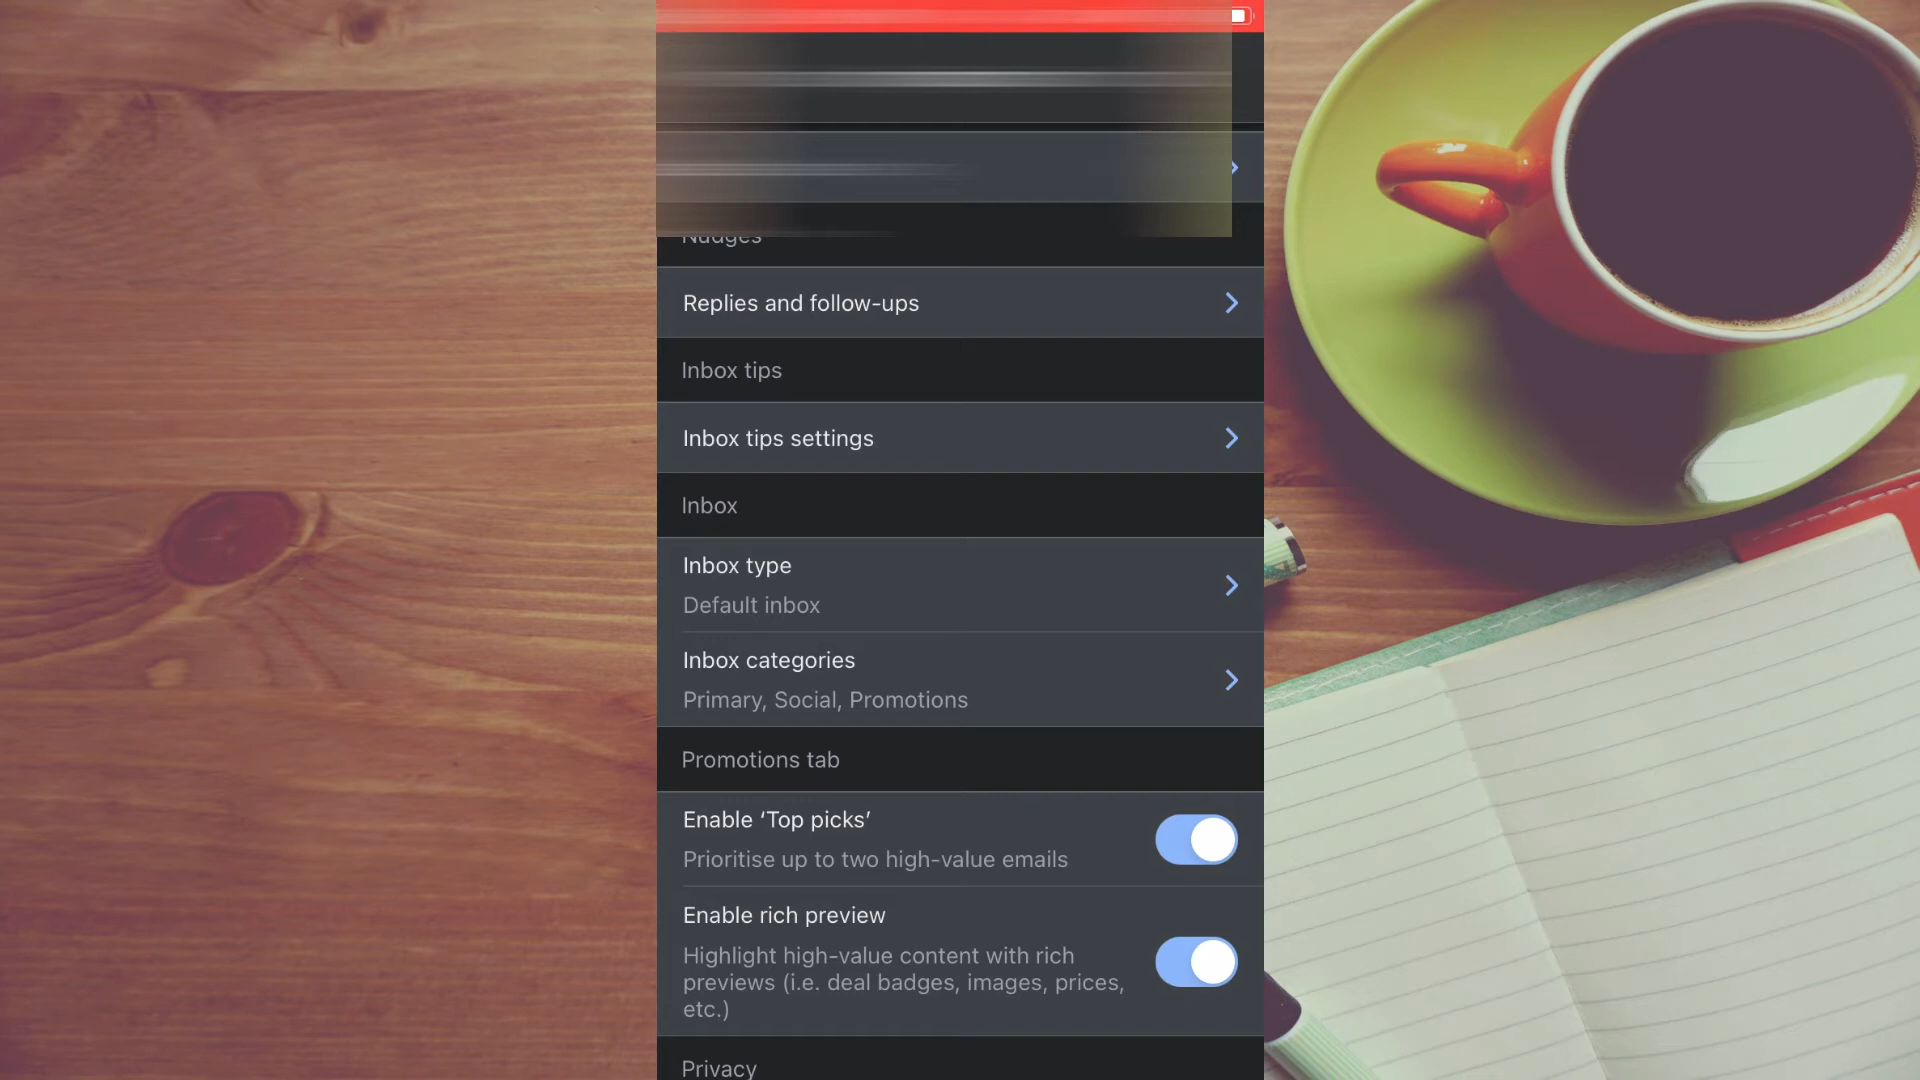 Nudges
Replies and follow-ups
Inbox tips
Inbox tips settings
Inbox
Inbox type
Default inbox
Inbox categories
Primary, Social, Promotions
Promotions tab
Enable ‘Top picks’
Prioritise up to two high-value emails
Enable rich preview
Highlight high-value content with rich
previews (i.e. deal badges, images, prices,
etc.)
Privacy